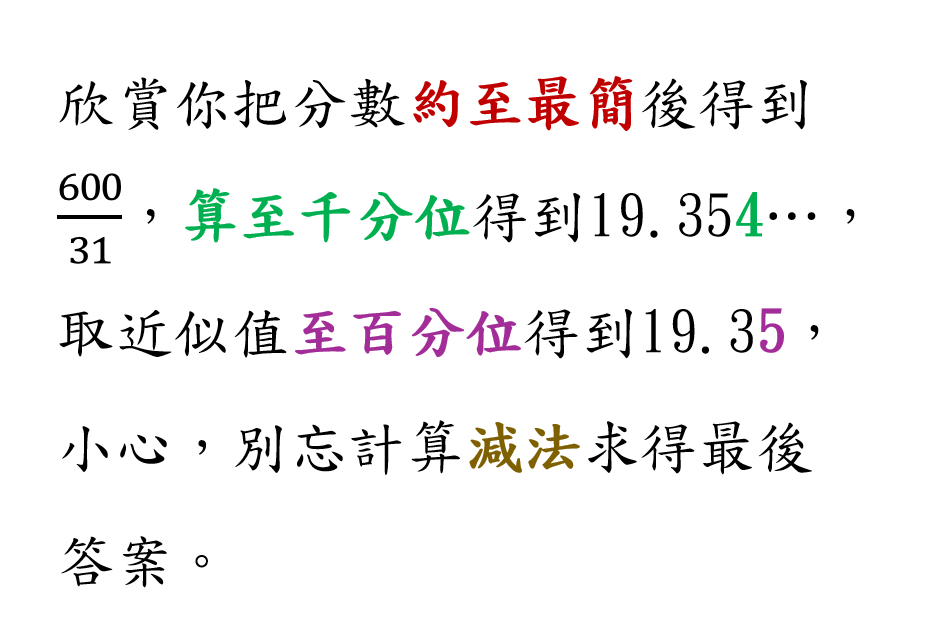 欣賞你把分數約至最簡後得到
600/31，算至千分位得到19.354…，
取近似值至百分位得到19.35，
小心，別忘計算減法求得最後
答案。